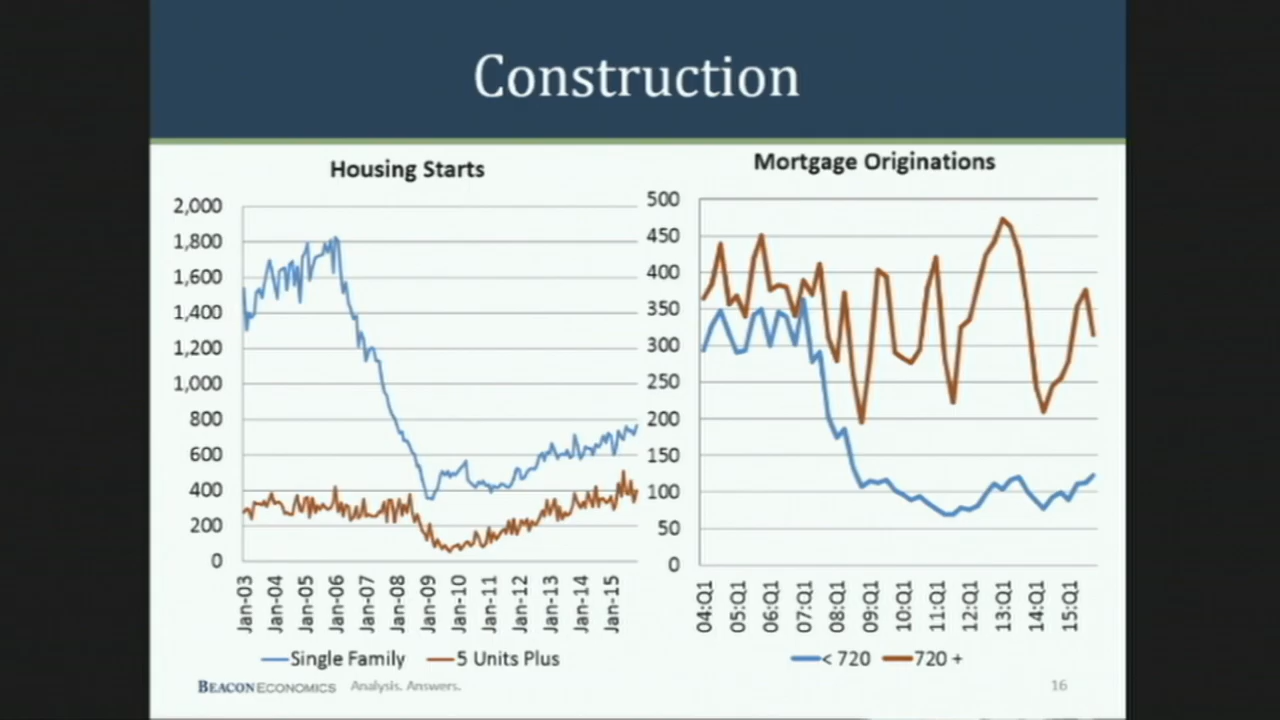 Construction
Housing Starts
2,000
1,800
1,600
1,400
1,200
1,000
800
600
400
200
0
Jan-03
Jan-04
Jan-05
Jan-06
Jan-07
Jan-08
Jan-09
Jan-10
Jan-11
Jan-12
Jan-13
Jan-14
Jan-15
Single Family
5 Units Plus
Mortgage Originations
500
450
400
350
300
250
200
150
100
50
0
04:Q1
05:Q1
06:Q1
07:Q1
08:Q1
09:Q1
10:Q1
11:Q1
12:Q1
13:Q1
14:Q1
15:Q1
< 720
720 +
BEACON ECONOMICS Analysis. Answers.
16